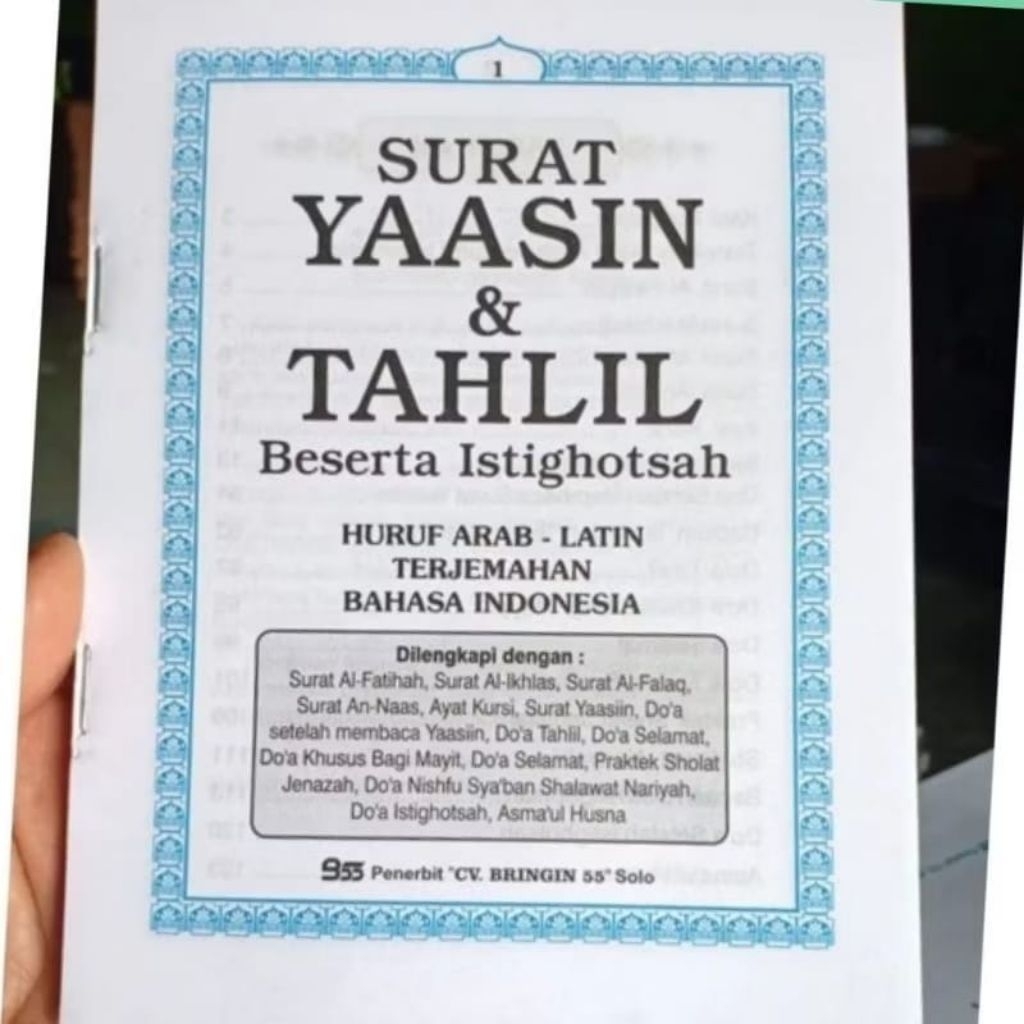 1
SURAT
YAASIN
&
TAHLIL
Beserta Istighotsah
HURUF ARAB - LATIN
TERJEMAHAN
BAHASA INDONESIA
Dilengkapi dengan :
Surat Al-Fatihah, Surat Al-Ikhlas, Surat Al-Falaq,
Surat An-Naas, Ayat Kursi, Surat Yaasiin, Do'a
setelah membaca Yaasiin, Do'a Tahlil, Do'a Selamat,
Do'a Khusus Bagi Mayit, Do'a Selamat, Praktek Sholat
Jenazah, Do'a Nishfu Sya'ban Shalawat Nariyah,
Do'a Istighotsah, Asma'ul Husna
955 Penerbit "CV. BRINGIN 55" Solo